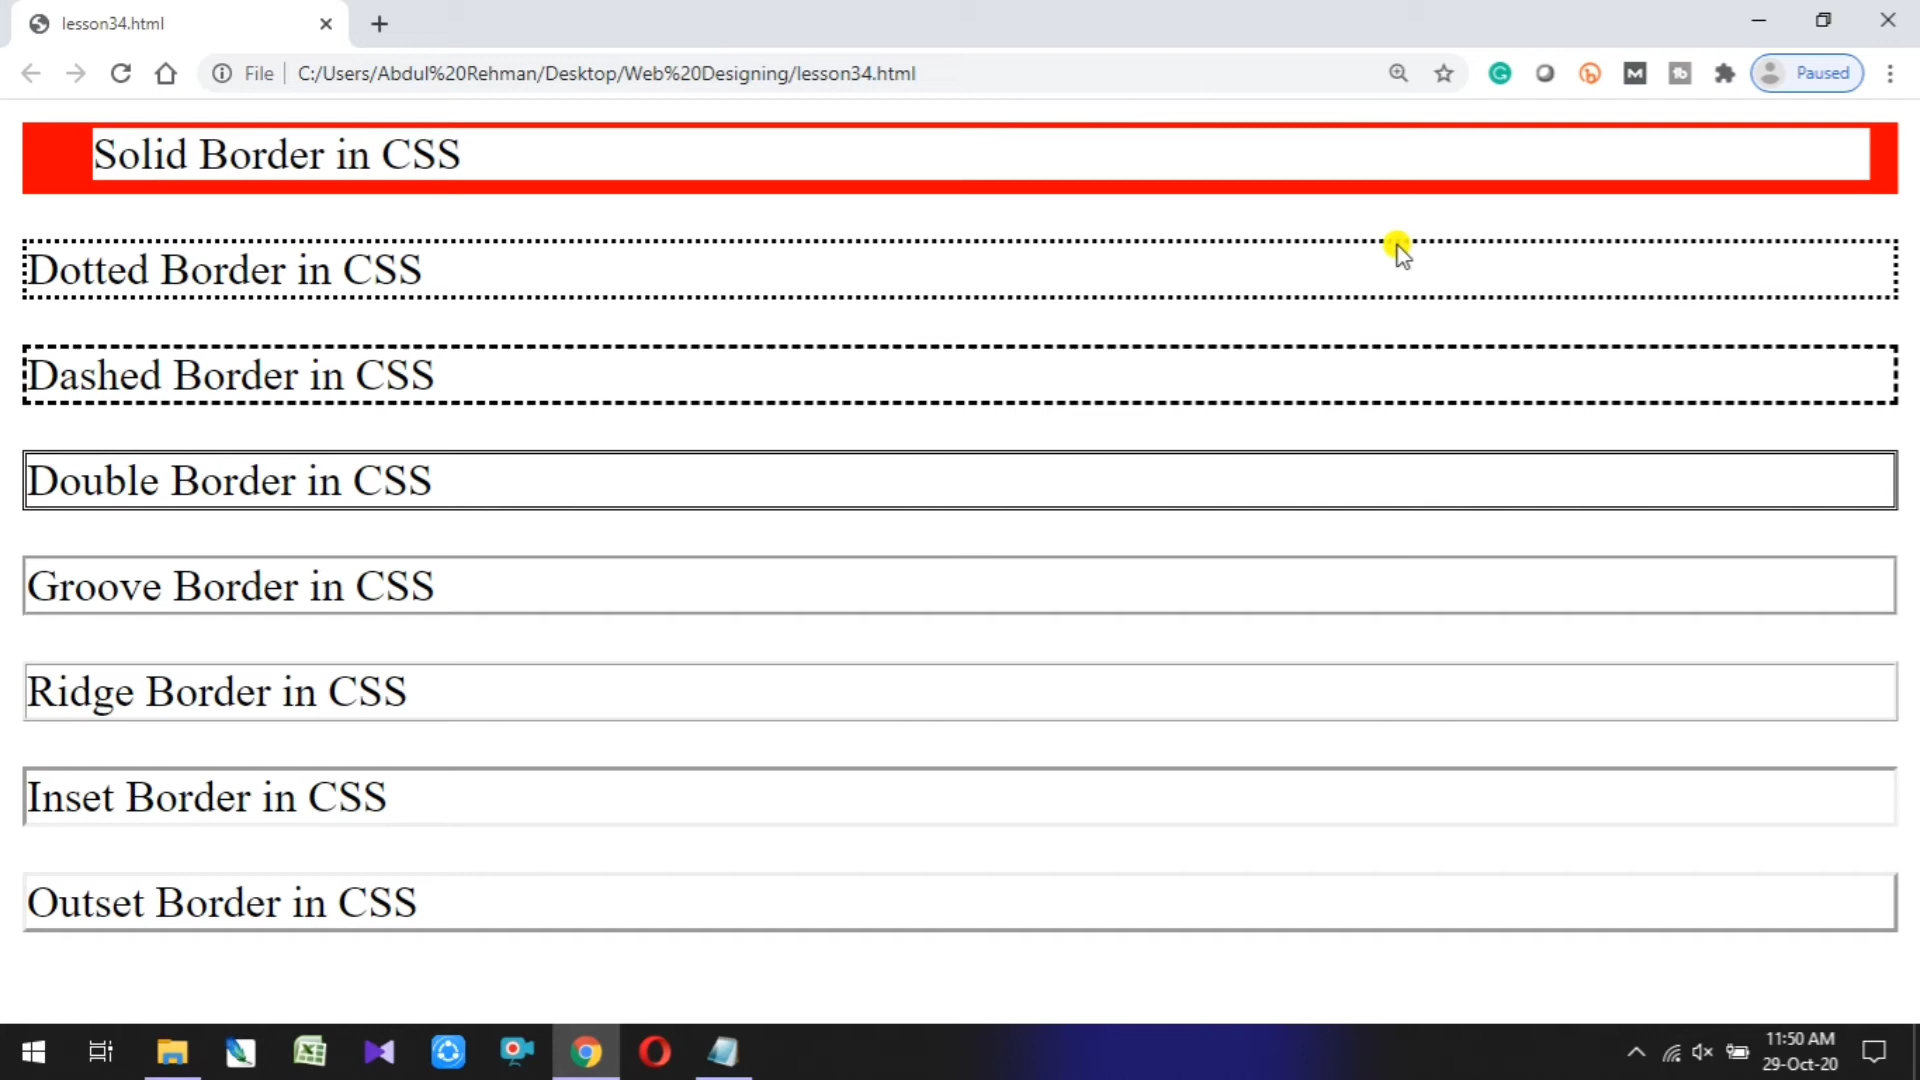 lesson34.html
File
C:/Users/Abdul%20Rehman/Desktop/Web%20Designing/lesson34.html
Paused
Solid Border in CSS
Dotted Border in CSS
Dashed Border in CSS
Double Border in CSS
Groove Border in CSS
Ridge Border in CSS
Inset Border in CSS
Outset Border in CSS
11:50 AM
29-Oct-20